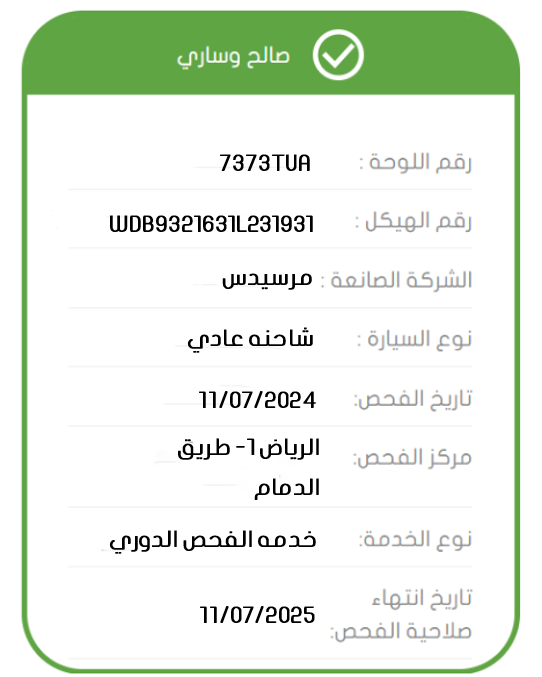 صالح وساري
رقم اللوحة : 7373TUA
رقم الهيكل : WDB9321631L231931
الشركة الصانعة : مرسيدس
نوع السيارة : شاحنه عادي
تاريخ الفحص: 11/07/2024
مركز الفحص: الرياض 1- طريق
الدمام
نوع الخدمة: خدمه الفحص الدوري
تاريخ انتهاء
صلاحية الفحص: 11/07/2025